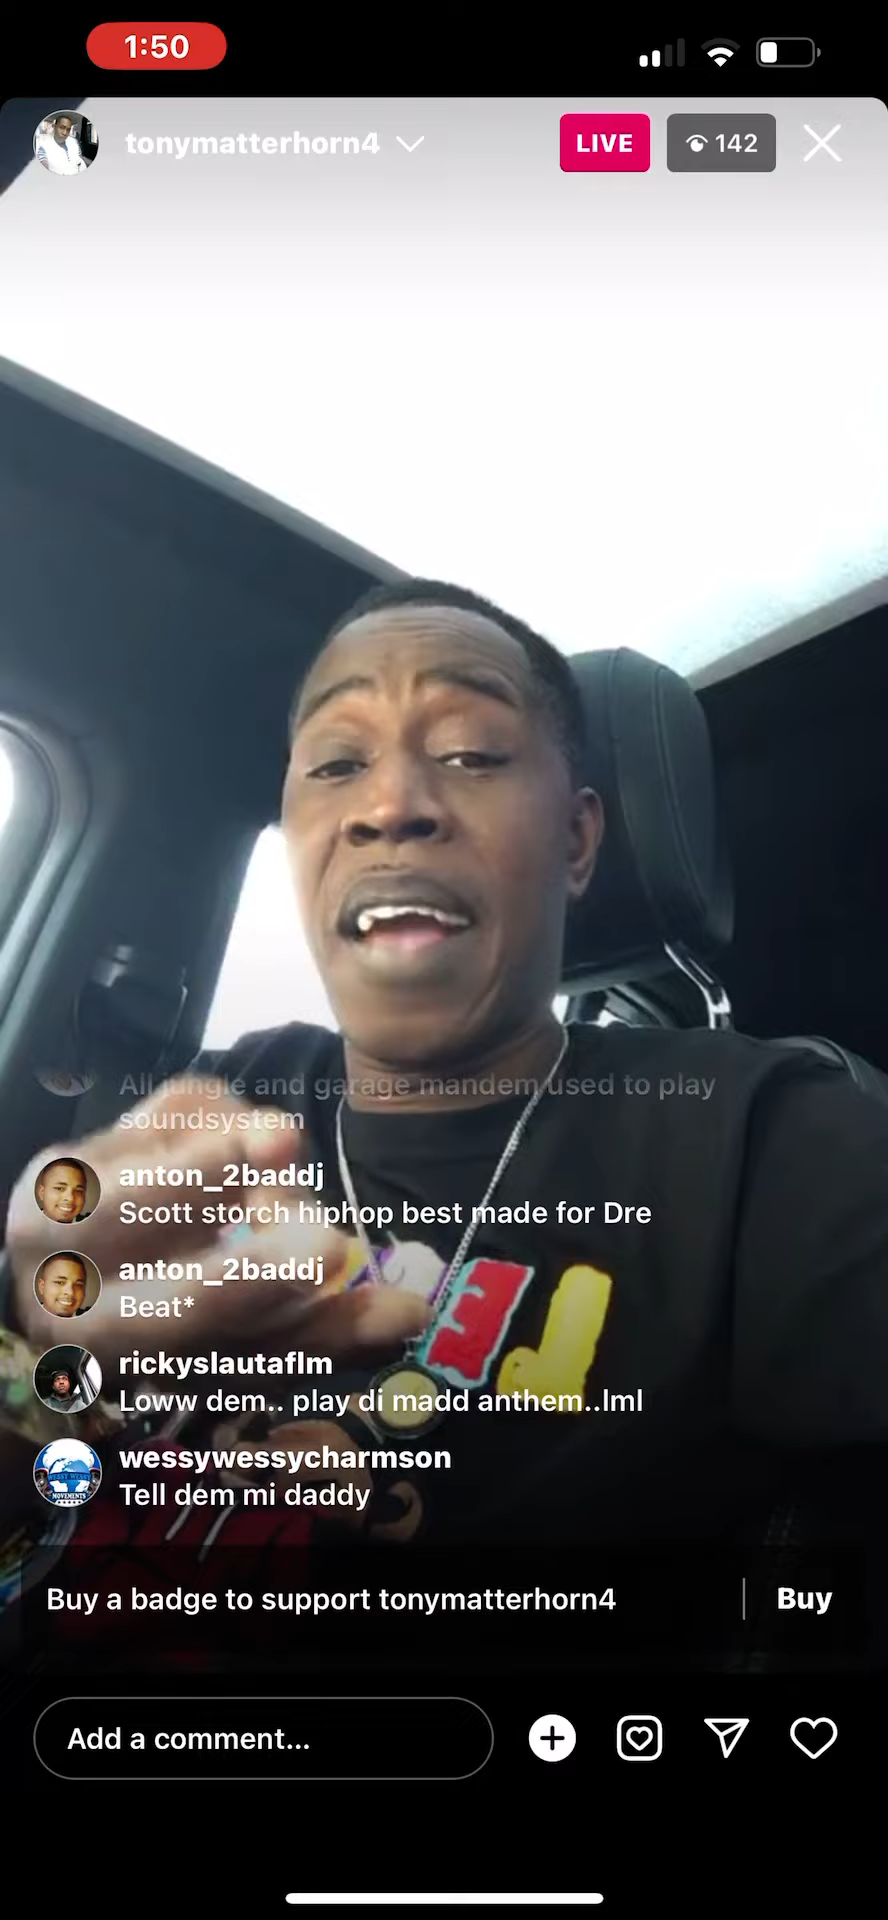 1:50
tonymatterhorn4
LIVE
142
All jungle and garage mandem used to play
soundsystem
anton_2baddj
Scott storch hiphop best made for Dre
anton_2baddj
Beat*
rickyslautaflm
Loww dem.. play di madd anthem..lml
wessywessycharmson
Tell dem mi daddy
Buy a badge to support tonymatterhorn4
Buy
Add a comment...